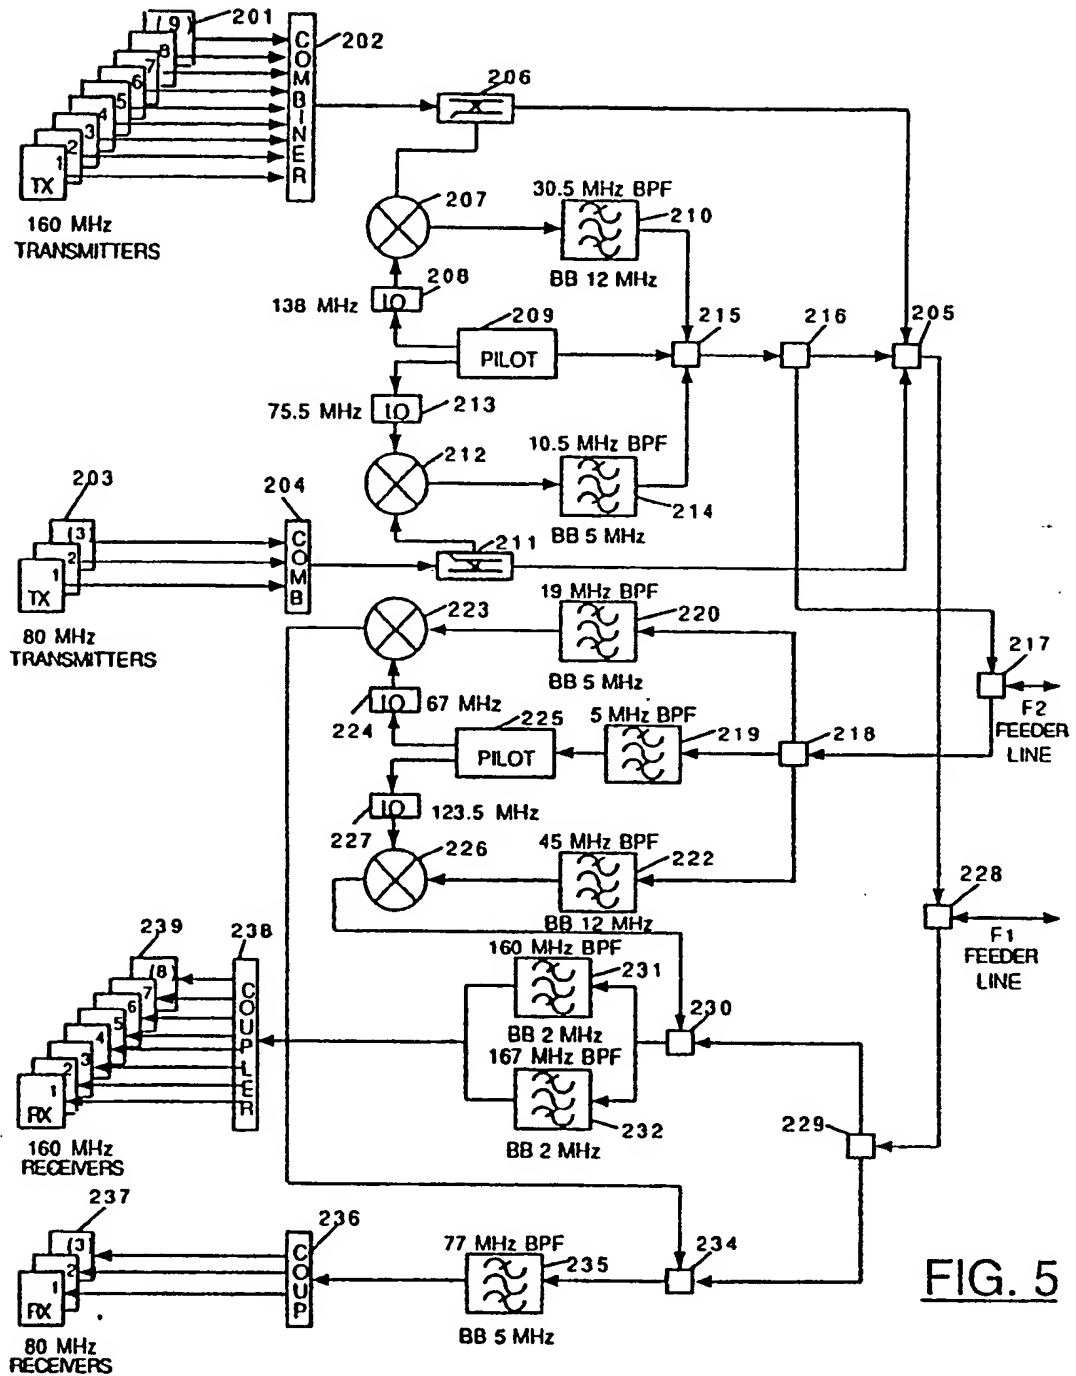 (9) 201
8
7
6
5
4
3
2
1
TX
160 MHz
TRANSMITTERS
COMBINER
202
206
207
30.5 MHz BPF
210
BB 12 MHz
208
138 MHz
LO
209
PILOT
215
216
205
75.5 MHz
LO
213
212
10.5 MHz BPF
214
BB 5 MHz
203
(3)
2
1
TX
80 MHz
TRANSMITTERS
204
COMB
211
223
19 MHz BPF
220
BB 5 MHz
217
F2
FEEDER
LINE
LO
67 MHz
224
225
PILOT
5 MHz BPF
219
218
LO
123.5 MHz
227
226
45 MHz BPF
222
BB 12 MHz
228
F1
FEEDER
LINE
239
238
(8)
7
6
5
4
3
2
1
RX
160 MHz
RECEIVERS
COUPLER
160 MHz BPF
231
BB 2 MHz
230
167 MHz BPF
232
BB 2 MHz
229
237
(3)
2
1
RX
80 MHz
RECEIVERS
236
COUP
77 MHz BPF
235
BB 5 MHz
234
FIG. 5